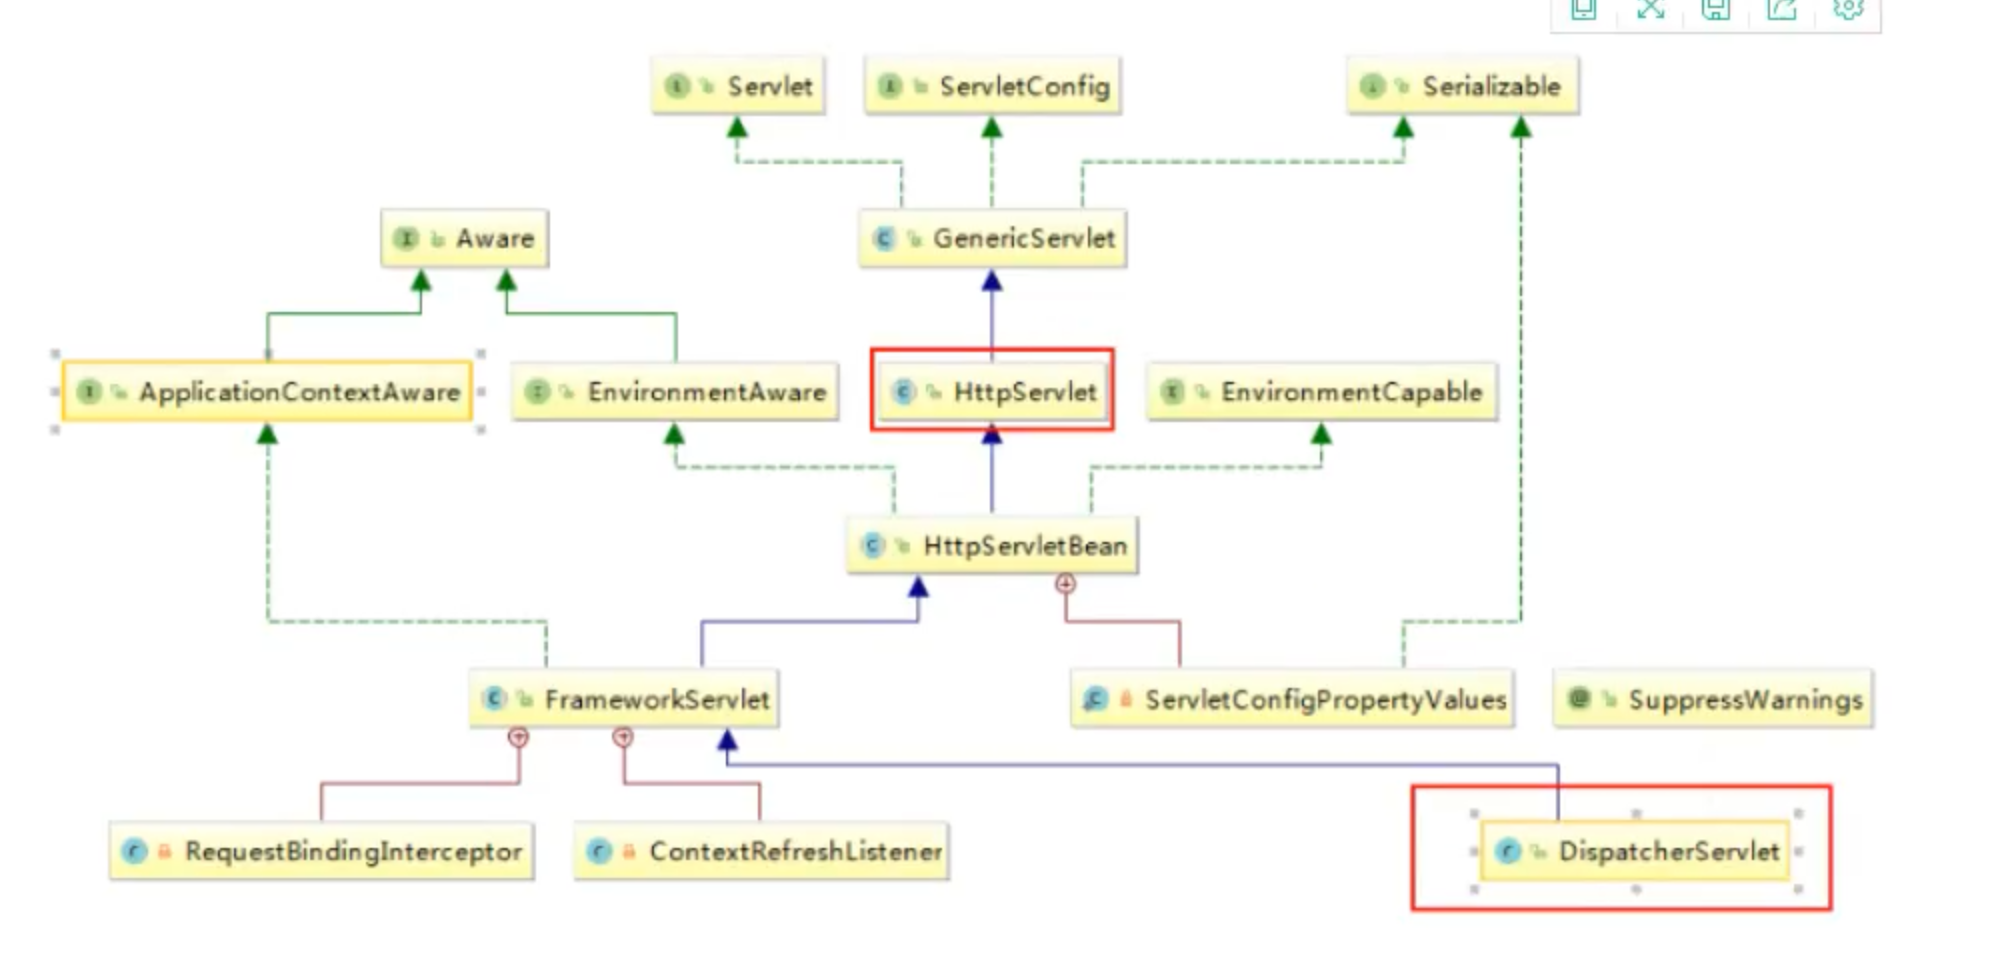 Servlet
ServletConfig
Serializable
Aware
GenericServlet
ApplicationContextAware
EnvironmentAware
HttpServlet
EnvironmentCapable
HttpServletBean
FrameworkServlet
ServletConfigPropertyValues
SuppressWarnings
RequestBindingInterceptor
ContextRefreshListener
DispatcherServlet